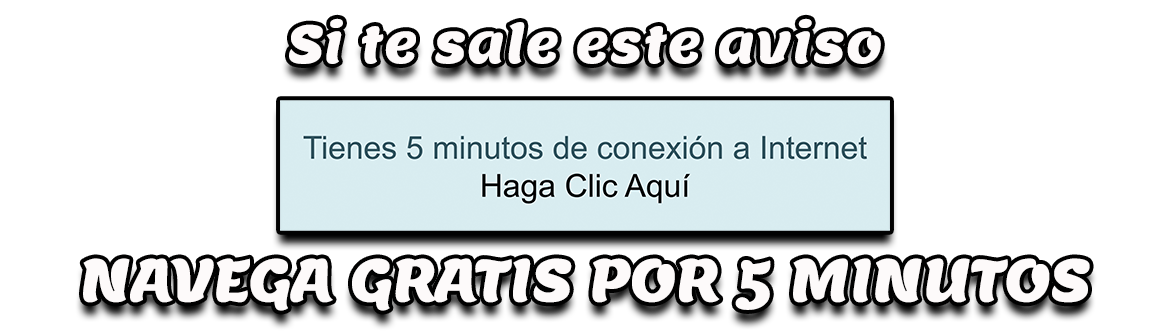 Si te sale este aviso
Tienes 5 minutos de conexión a Internet
Haga Clic Aquí
NAVEGA GRATIS POR 5 MINUTOS